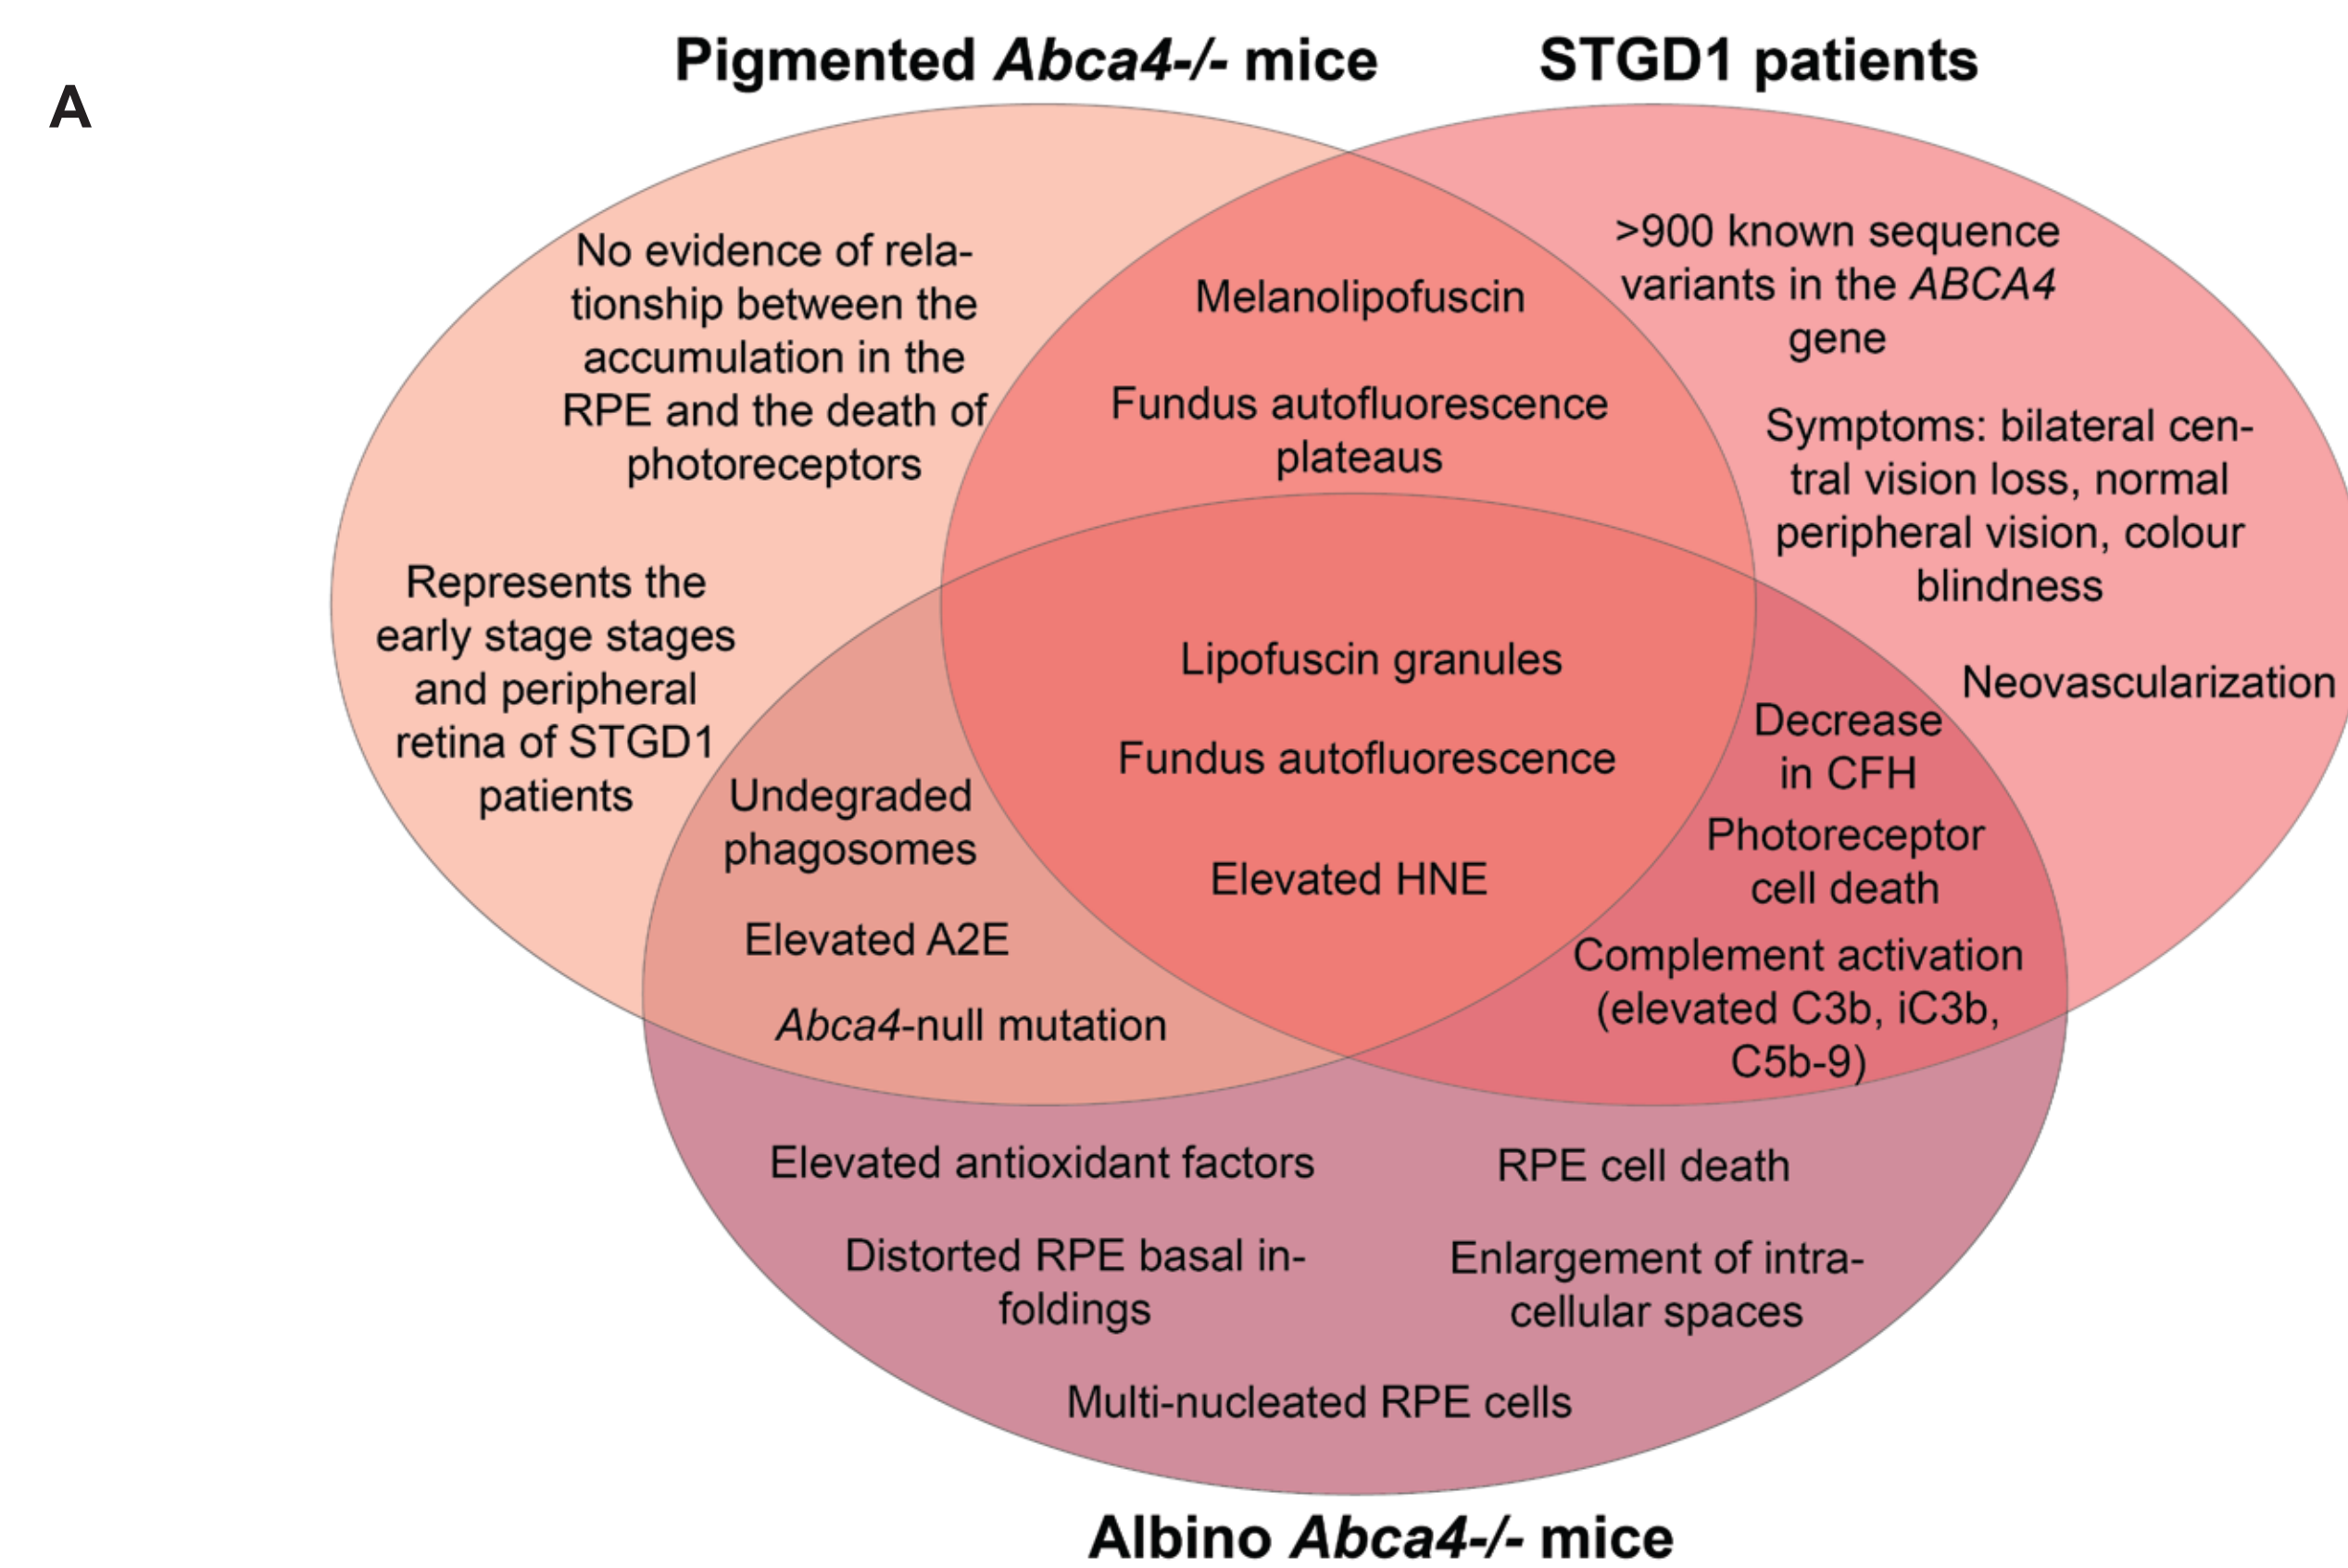 A
Pigmented Abca4-/- mice
STGD1 patients
No evidence of rela-
tionship between the
accumulation in the
RPE and the death of
photoreceptors
Represents the
early stage stages
and peripheral
retina of STGD1
patients
Melanolipofuscin
Fundus autofluorescence
plateaus
>900 known sequence
variants in the ABCA4
gene
Symptoms: bilateral cen-
tral vision loss, normal
peripheral vision, colour
blindness
Neovascularization
Lipofuscin granules
Fundus autofluorescence
Elevated HNE
Undegraded
phagosomes
Elevated A2E
Abca4-null mutation
Decrease
in CFH
Photoreceptor
cell death
Complement activation
(elevated C3b, iC3b,
C5b-9)
Elevated antioxidant factors
RPE cell death
Distorted RPE basal in-
foldings
Enlargement of intra-
cellular spaces
Multi-nucleated RPE cells
Albino Abca4-/- mice